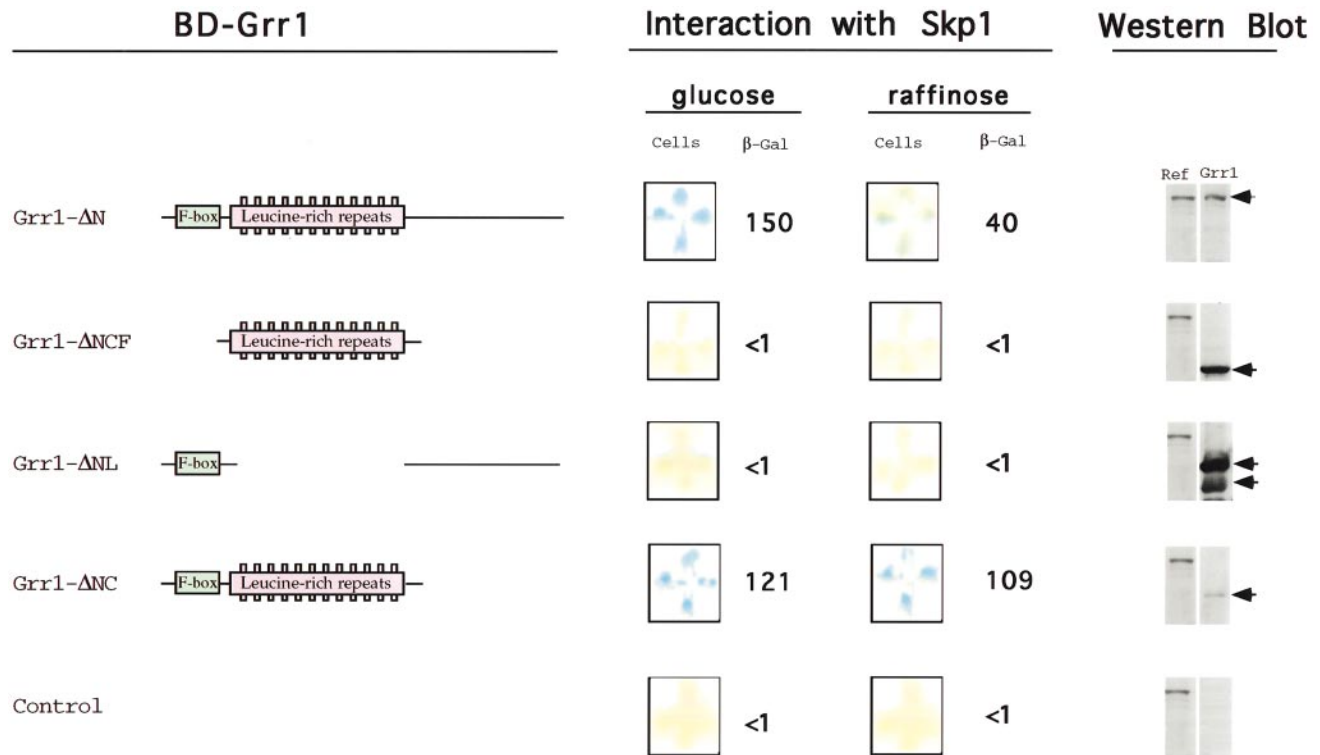 BD-Grr1 Interaction with Skp1 Western Blot
glucose raffinose
Cells β-Gal Cells β-Gal
Ref Grr1
Grr1-ΔN F-box Leucine-rich repeats 150 40
Grr1-ΔNCF Leucine-rich repeats <1 <1
Grr1-ΔNL F-box <1 <1
Grr1-ΔNC F-box Leucine-rich repeats 121 109
Control <1 <1